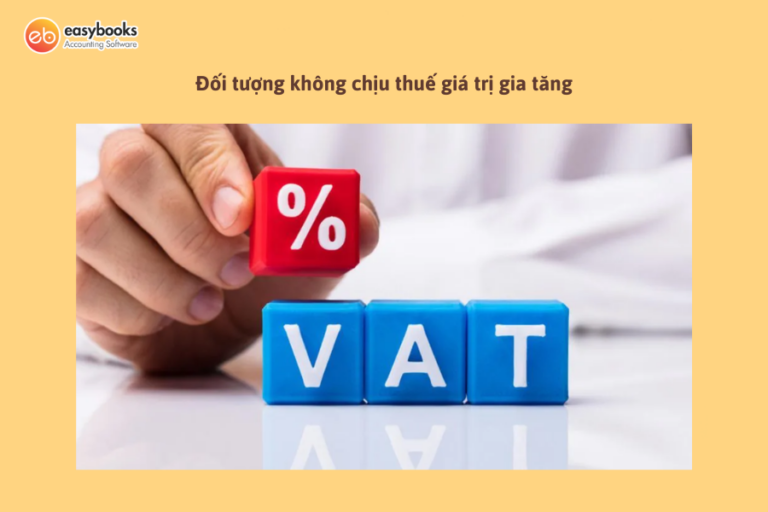 eb easybooks
Accounting Software
Đối tượng không chịu thuế giá trị gia tăng
%
VAT